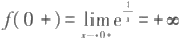 f(0+)=lim e^{1/x}=+∞
x→0+